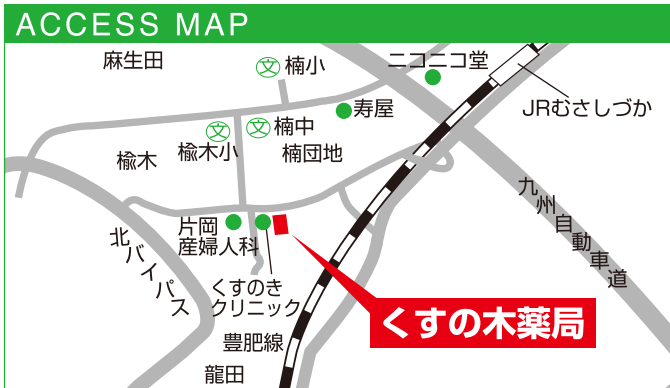 ACCESS MAP
麻生田
文
楠小
ニコニコ堂
JRむさしづか
寿屋
文
楡木小
文
楠中
楠団地
楡木
九州自動車道
片岡
産婦人科
北バイパス
くすのき
クリニック
くすの木薬局
豊肥線
龍田